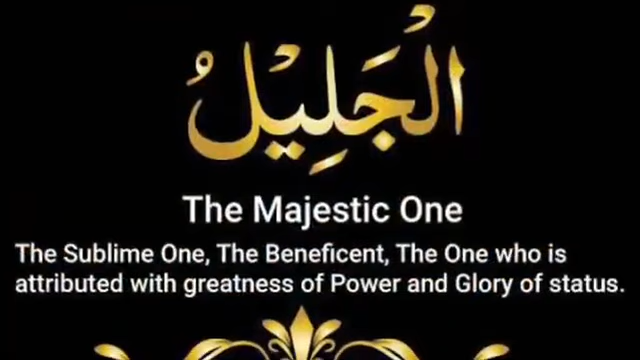 الْجَلِيلُ
The Majestic One
The Sublime One, The Beneficent, The One who is
attributed with greatness of Power and Glory of status.